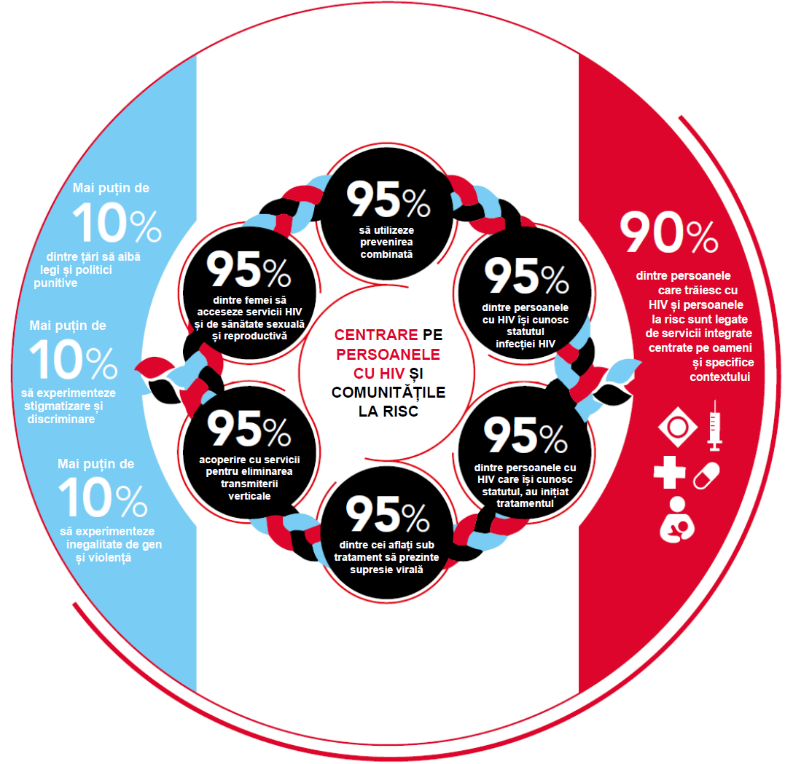 Mai puțin de
10%
dintre țări să aibă
legi și politici
punitive
Mai puțin de
10%
să experimenteze
stigmatizare și
discriminare
Mai puțin de
10%
să experimenteze
inegalitate de gen
și violență
95%
să utilizeze
prevenirea
combinată
95%
dintre persoanele
cu HIV își cunosc
statutul
infecției HIV
95%
dintre persoanele cu
HIV care își cunosc
statutul, au inițiat
tratamentul
95%
dintre cei aflați sub
tratament să prezinte
supresie virală
95%
acoperire cu servicii
pentru eliminarea
transmiterii
verticale
95%
dintre femei să
acceseze servicii HIV
și de sănătate sexuală
și reproductivă
CENTRARE PE
PERSOANELE
CU HIV ȘI
COMUNITĂȚILE
LA RISC
90%
dintre persoanele
care trăiesc cu
HIV și persoanele
la risc sunt legate
de servicii integrate
centrate pe oameni
și specifice
contextului